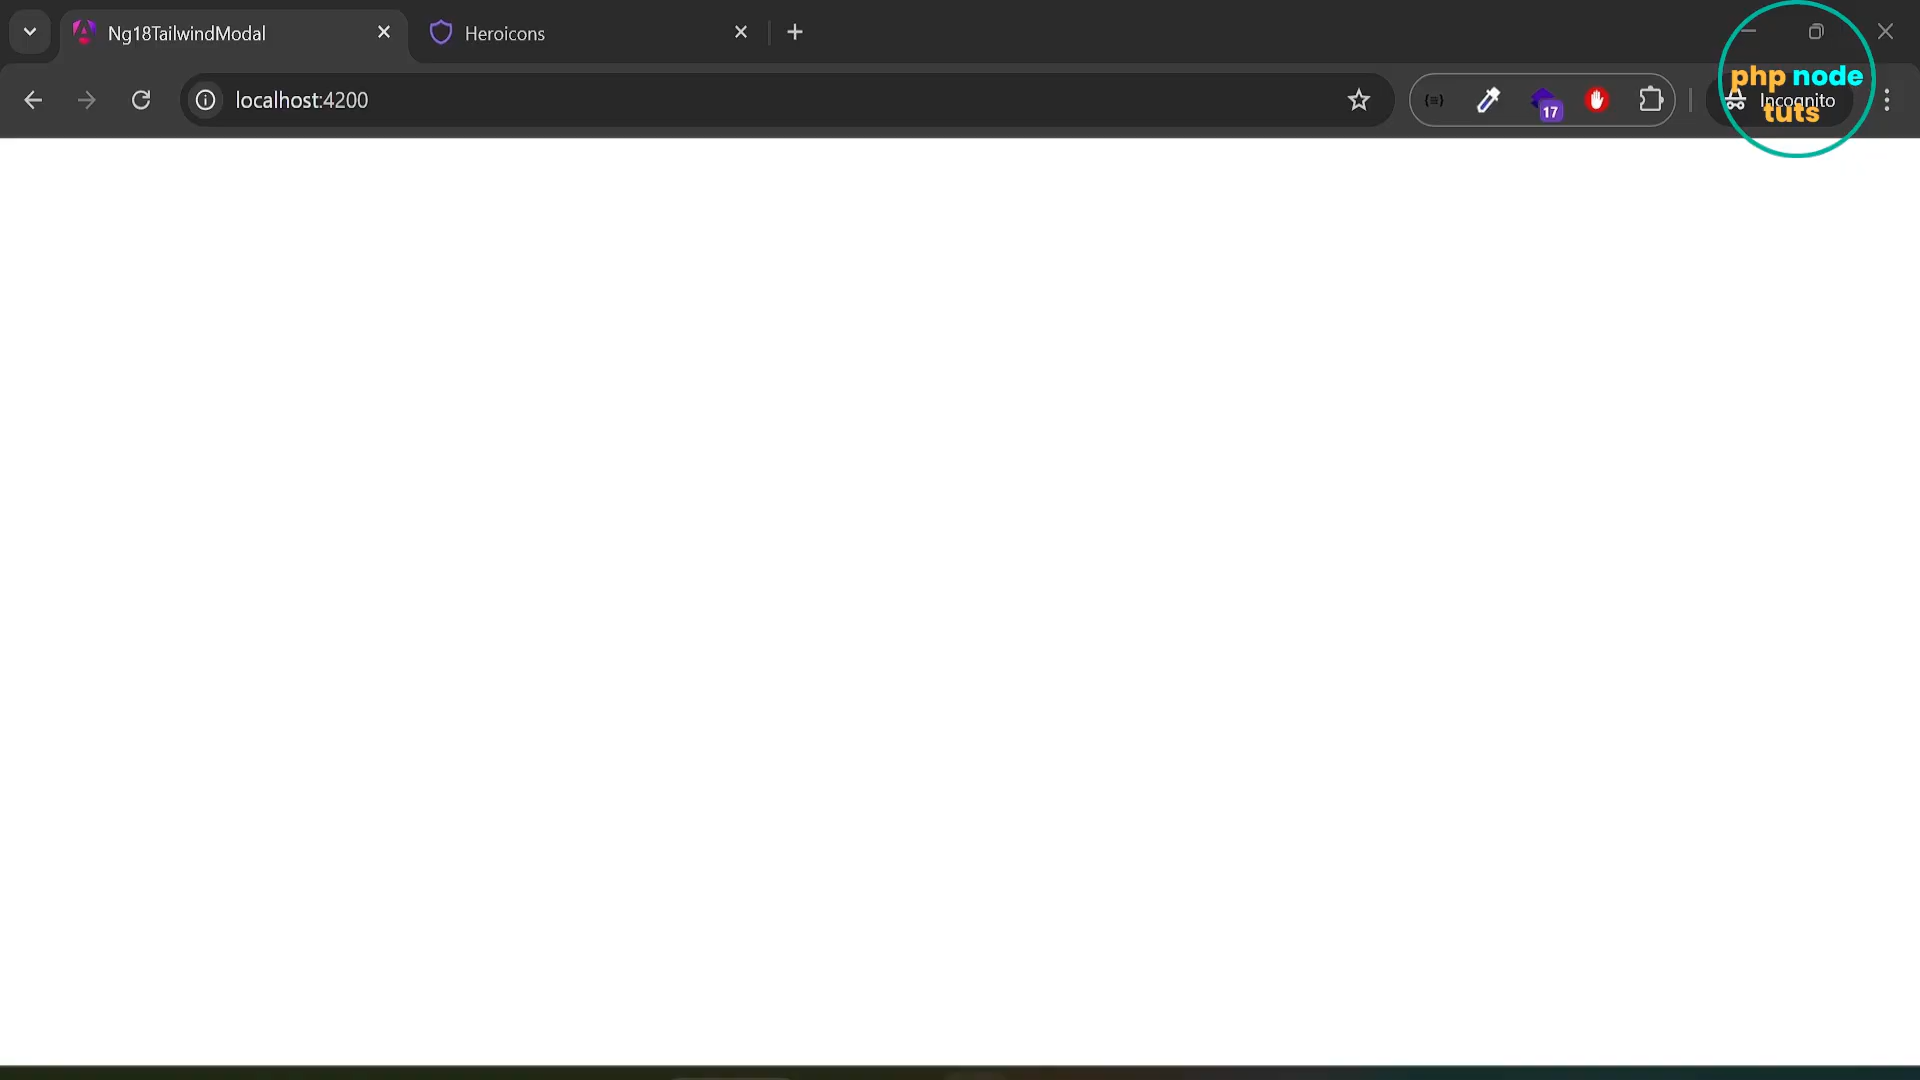 Ng18TailwindModal
Heroicons
localhost:4200
17
Incognito
php node
tuts